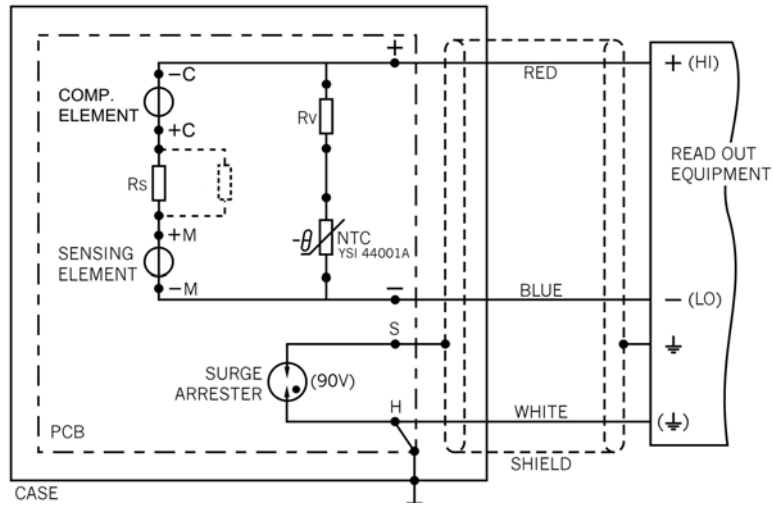 +
RED
+ (HI)
−C
COMP.
ELEMENT
+C
Rv
READ OUT
EQUIPMENT
Rs
+M
SENSING
ELEMENT
−M
-θ
NTC
YSI 44001A
−
BLUE
− (LO)
S
SURGE
ARRESTER
(90V)
H
WHITE
( )
PCB
SHIELD
CASE